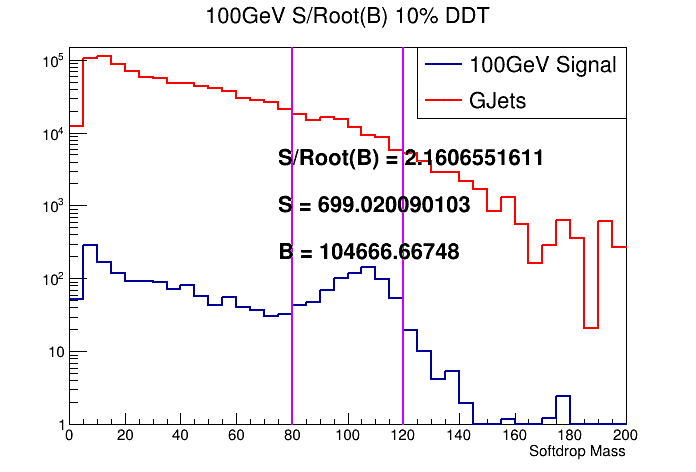 100GeV S/Root(B) 10% DDT
100GeV Signal
GJets
S/Root(B) = 2.1606551611
S = 699.020090103
B = 104666.66748
10^5
10^4
10^3
10^2
10
1
0 20 40 60 80 100 120 140 160 180 200
Softdrop Mass